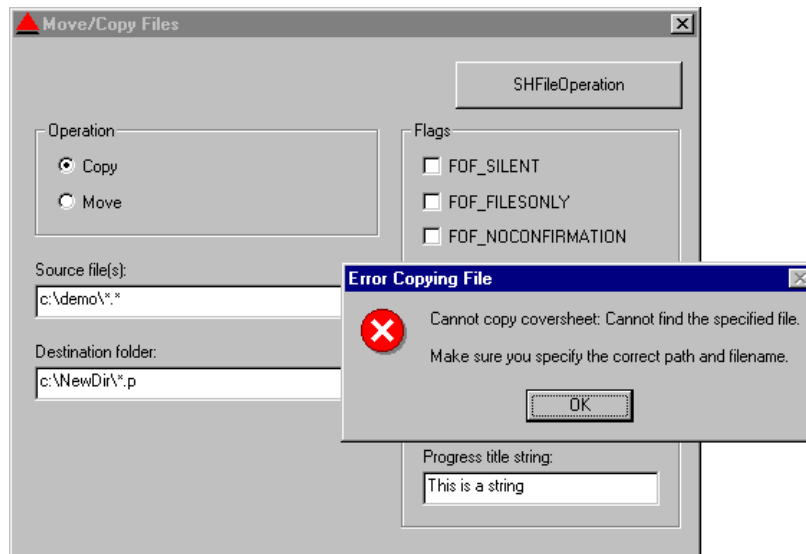 Move/Copy Files
SHFileOperation
Operation
Copy
Move
Flags
FOF_SILENT
FOF_FILESONLY
FOF_NOCONFIRMATION
Source file(s):
c:\demo\*.*
Destination folder:
c:\NewDir\*.p
Error Copying File
Cannot copy coversheet: Cannot find the specified file.
Make sure you specify the correct path and filename.
OK
Progress title string:
This is a string